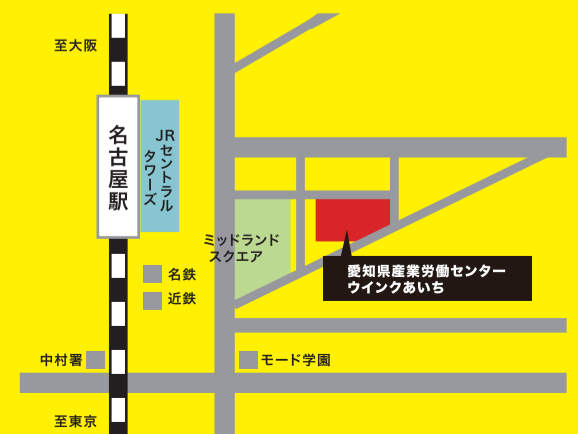 至大阪
名古屋駅
JRセントラル
タワーズ
ミッドランド
スクエア
愛知県産業労働センター
ウインクあいち
名鉄
近鉄
中村署
モード学園
至東京